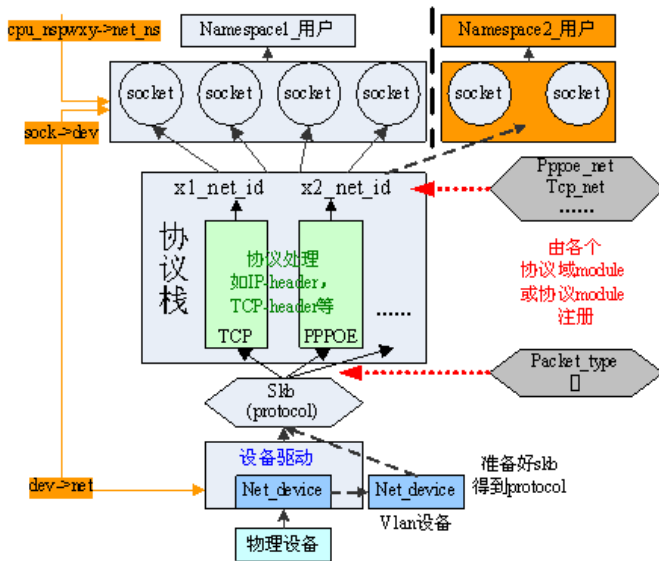 cpu_nspwxy->net_ns
Namespace1_用户
Namespace2_用户
socket
socket
socket
socket
socket
socket
sock->dev
x1_net_id
x2_net_id
Pppoe_net
Tcp_net
......
协议栈
协议处理
如IP-header，
TCP-header等
......
TCP
PPPOE
由各个
协议域module
或协议module
注册
Packet_type
[]
Skb
(protocol)
设备驱动
准备好skb
得到protocol
dev->net
Net_device
Net_device
Vlan设备
物理设备